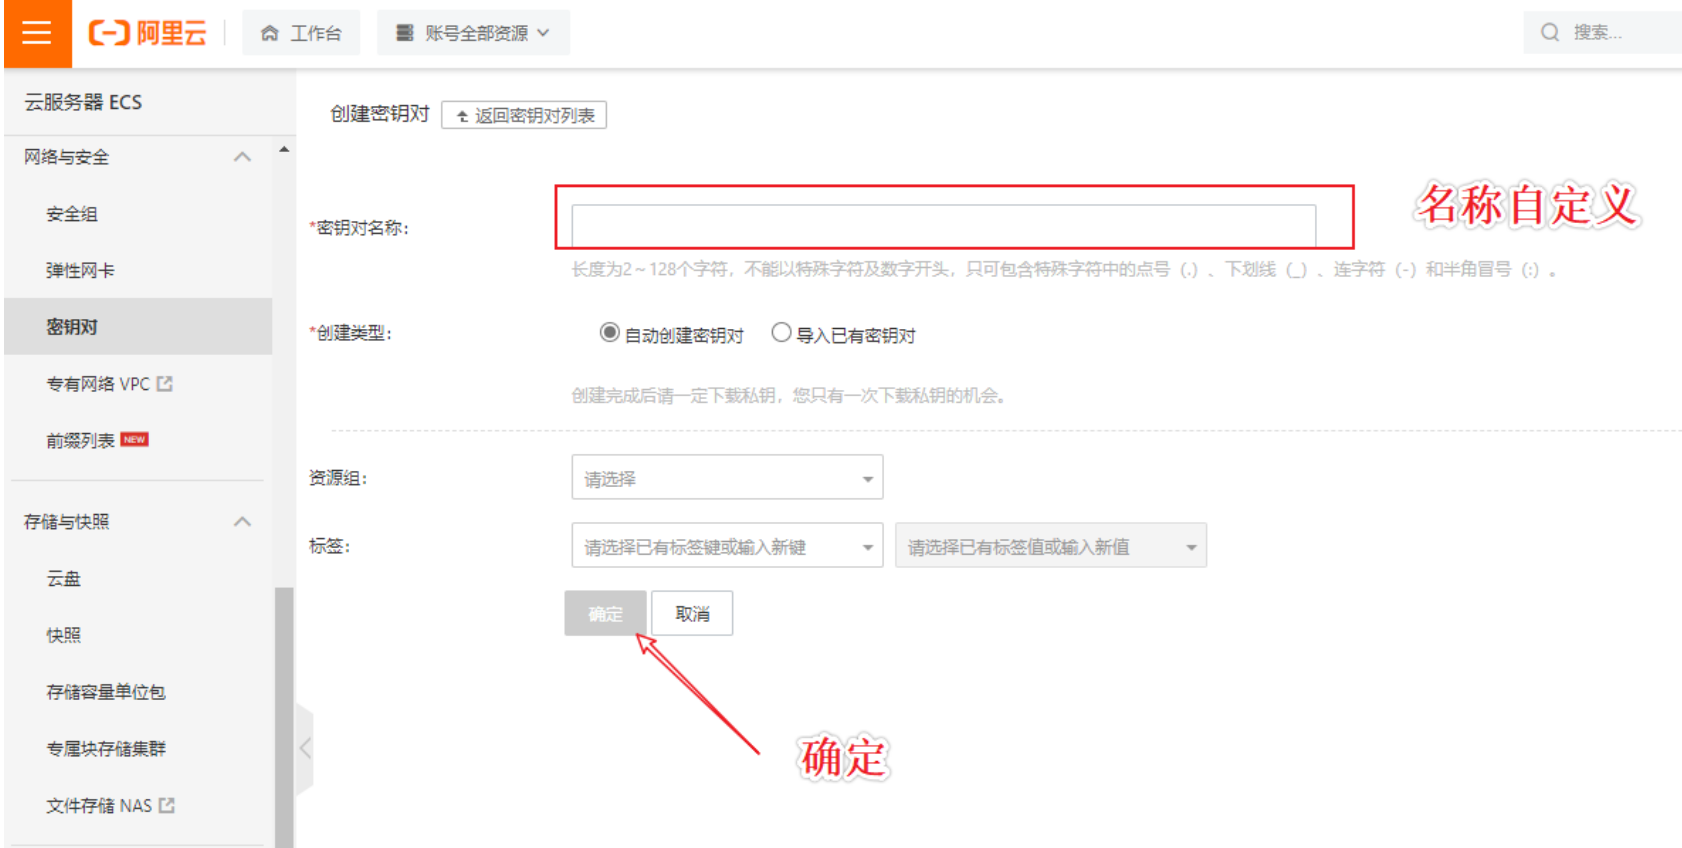 阿里云
工作台
账号全部资源
搜索...
云服务器 ECS
网络与安全
安全组
弹性网卡
密钥对
专有网络 VPC
前缀列表 NEW
存储与快照
云盘
快照
存储容量单位包
专属块存储集群
文件存储 NAS
创建密钥对 返回密钥对列表
*密钥对名称:
名称自定义
长度为2～128个字符，不能以特殊字符及数字开头，只可包含特殊字符中的点号（.）、下划线（_）、连字符（-）和半角冒号（:）。
*创建类型: 自动创建密钥对 导入已有密钥对
创建完成后请一定下载私钥，您只有一次下载私钥的机会。
资源组: 请选择
标签: 请选择已有标签键或输入新键 请选择已有标签值或输入新值
确定 取消
确定